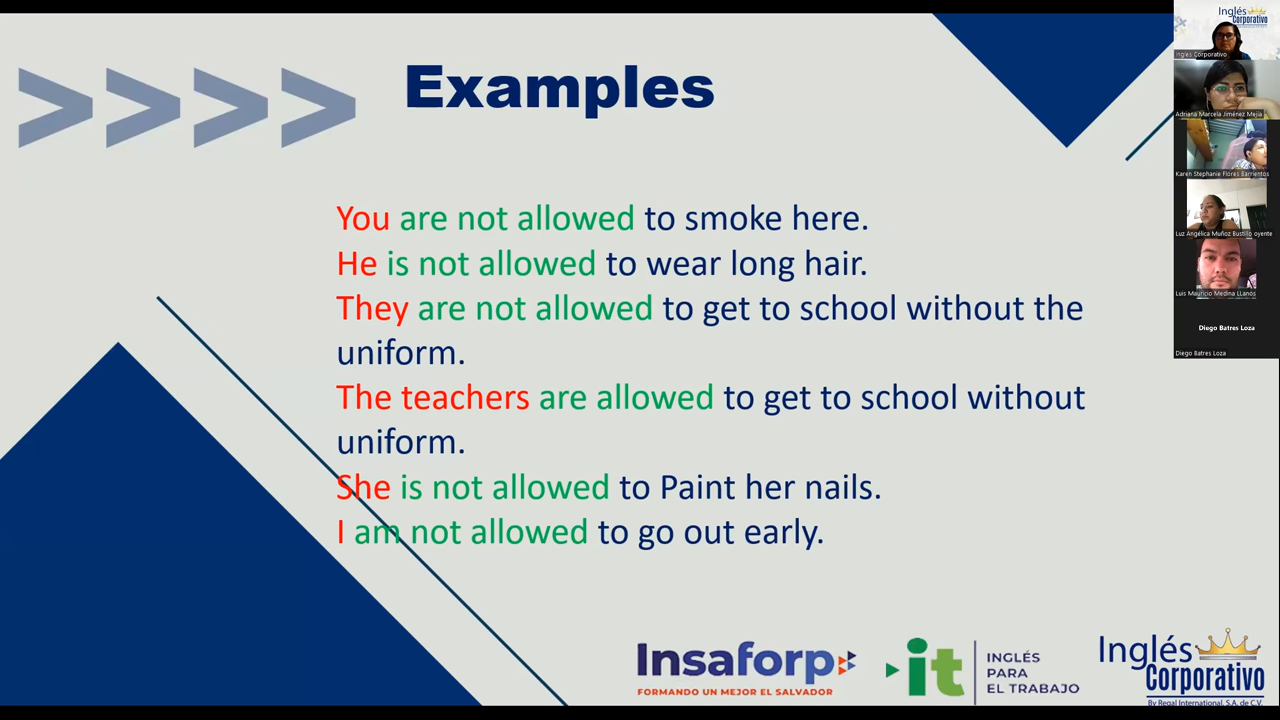 Examples
You are not allowed to smoke here.
He is not allowed to wear long hair.
They are not allowed to get to school without the
uniform.
The teachers are allowed to get to school without
uniform.
She is not allowed to Paint her nails.
I am not allowed to go out early.
Insaforp
FORMANDO UN MEJOR EL SALVADOR
it
INGLÉS
PARA
EL TRABAJO
Inglés
Corporativo
By Regal International, S.A. de C.V.
Inglés
Corporativo
Inglés Corporativo
Adriana Marcela Jiménez Mejía
Karen Stephanie Flores Barrientos
Luz Angélica Muñoz Bustillo oyente
Luis Mauricio Medina LLanos
Diego Batres Loza
Diego Batres Loza